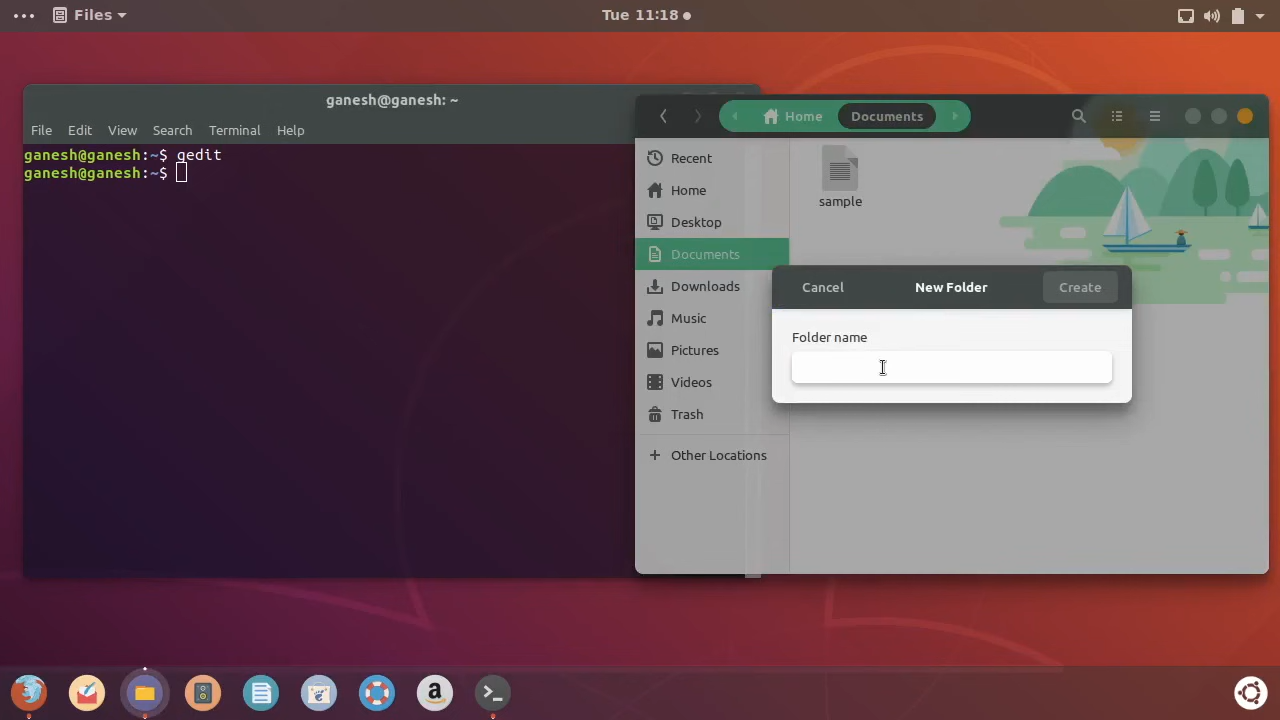 Files
Tue 11:18
ganesh@ganesh: ~
File Edit View Search Terminal Help
ganesh@ganesh:~$ gedit
ganesh@ganesh:~$
Home Documents
Recent
Home
Desktop
Documents
Downloads
Music
Pictures
Videos
Trash
Other Locations
sample
Cancel New Folder Create
Folder name